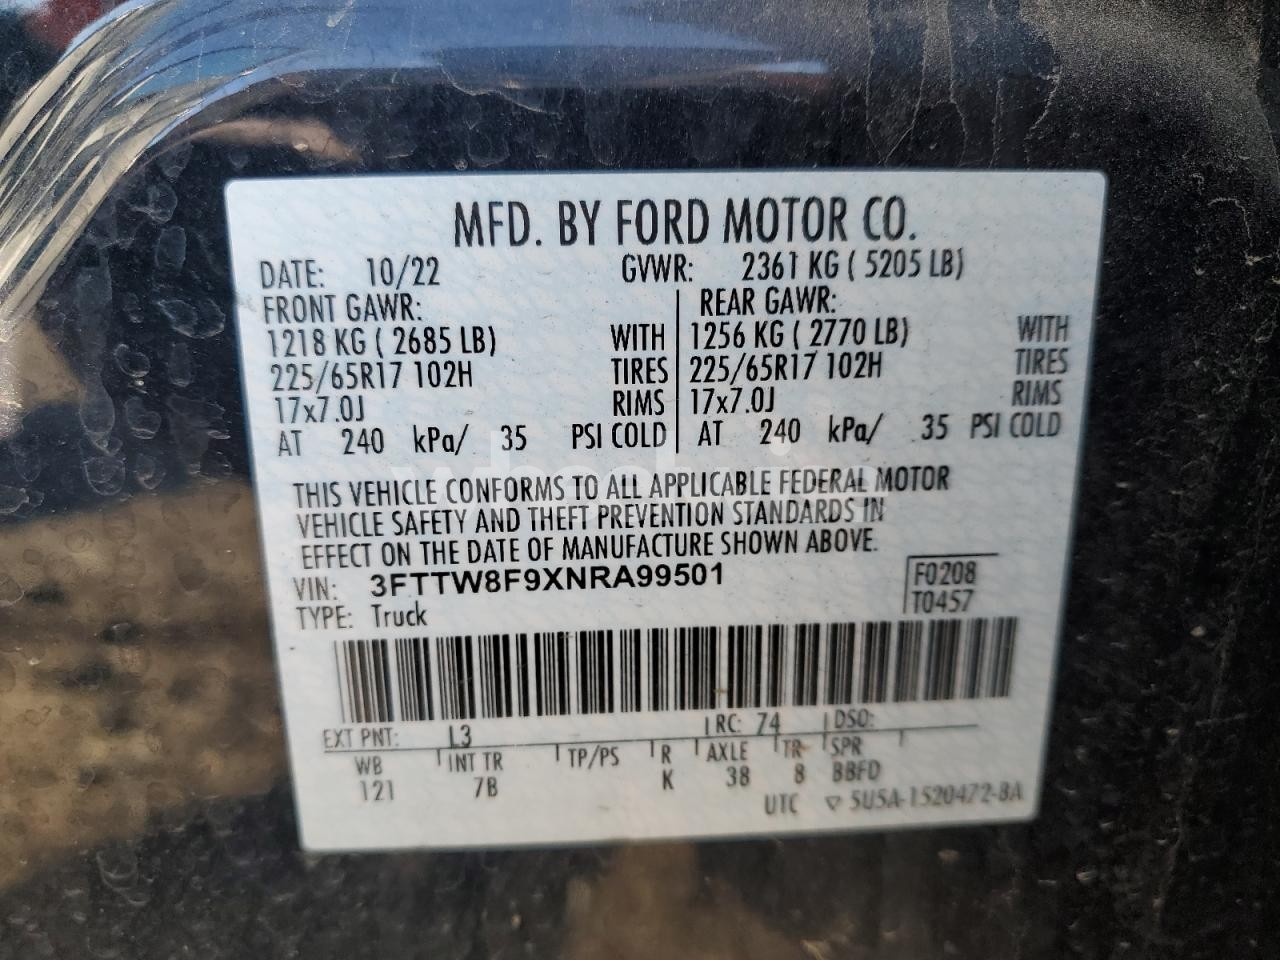 MFD. BY FORD MOTOR CO.
DATE: 10/22 GVWR: 2361 KG ( 5205 LB)
FRONT GAWR: REAR GAWR:
1218 KG ( 2685 LB) WITH 1256 KG ( 2770 LB) WITH
225/65R17 102H TIRES 225/65R17 102H TIRES
17x7.0J RIMS 17x7.0J RIMS
AT 240 kPa/ 35 PSI COLD AT 240 kPa/ 35 PSI COLD
THIS VEHICLE CONFORMS TO ALL APPLICABLE FEDERAL MOTOR
VEHICLE SAFETY AND THEFT PREVENTION STANDARDS IN
EFFECT ON THE DATE OF MANUFACTURE SHOWN ABOVE.
VIN: 3FTTW8F9XNRA99501 F0208
TYPE: Truck T0457
EXT PNT: L3 RC: 74 DSO:
WB INT TR TP/PS R AXLE TR SPR
121 7B K 38 8 BBFD
UTC ▽ 5U5A-1520472-BA